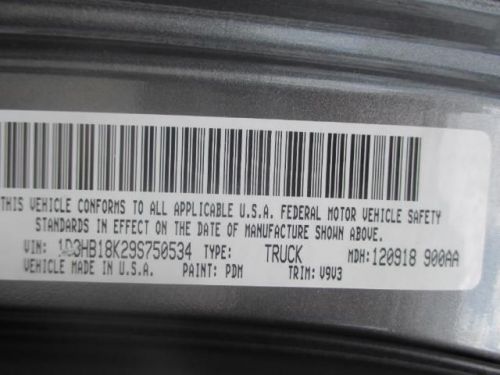 THIS VEHICLE CONFORMS TO ALL APPLICABLE U.S.A. FEDERAL MOTOR VEHICLE SAFETY
STANDARDS IN EFFECT ON THE DATE OF MANUFACTURE SHOWN ABOVE.
VIN: 1D3HB18K29S750534 TYPE: TRUCK MDH: 120918 900AA
VEHICLE MADE IN U.S.A. PAINT: PDM TRIM: V9V3